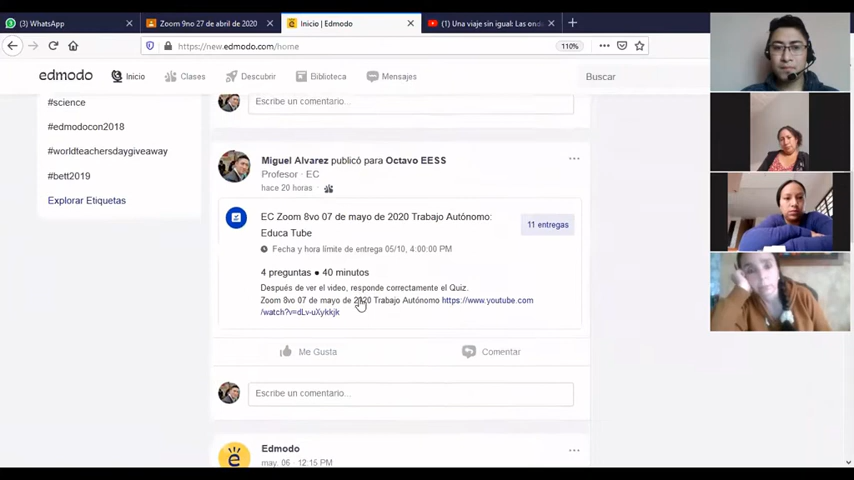 WhatsApp
Zoom 9no 27 de abril de 2020
Inicio | Edmodo
(1) Una viaje sin igual: Las ond
https://new.edmodo.com/home
110%
edmodo
Inicio
Clases
Descubrir
Biblioteca
Mensajes
Buscar
#science
#edmodocon2018
#worldteachersdaygiveaway
#bett2019
Explorar Etiquetas
Escribe un comentario...
Miguel Alvarez publicó para Octavo EESS
Profesor · EC
hace 20 horas ·
EC Zoom 8vo 07 de mayo de 2020 Trabajo Autónomo:
Educa Tube
11 entregas
Fecha y hora límite de entrega 05/10, 4:00:00 PM
4 preguntas ● 40 minutos
Después de ver el video, responde correctamente el Quiz.
Zoom 8vo 07 de mayo de 2020 Trabajo Autónomo https://www.youtube.com
/watch?v=dLv-uXykkjk
Me Gusta
Comentar
Escribe un comentario...
Edmodo
may. 06 · 12:15 PM